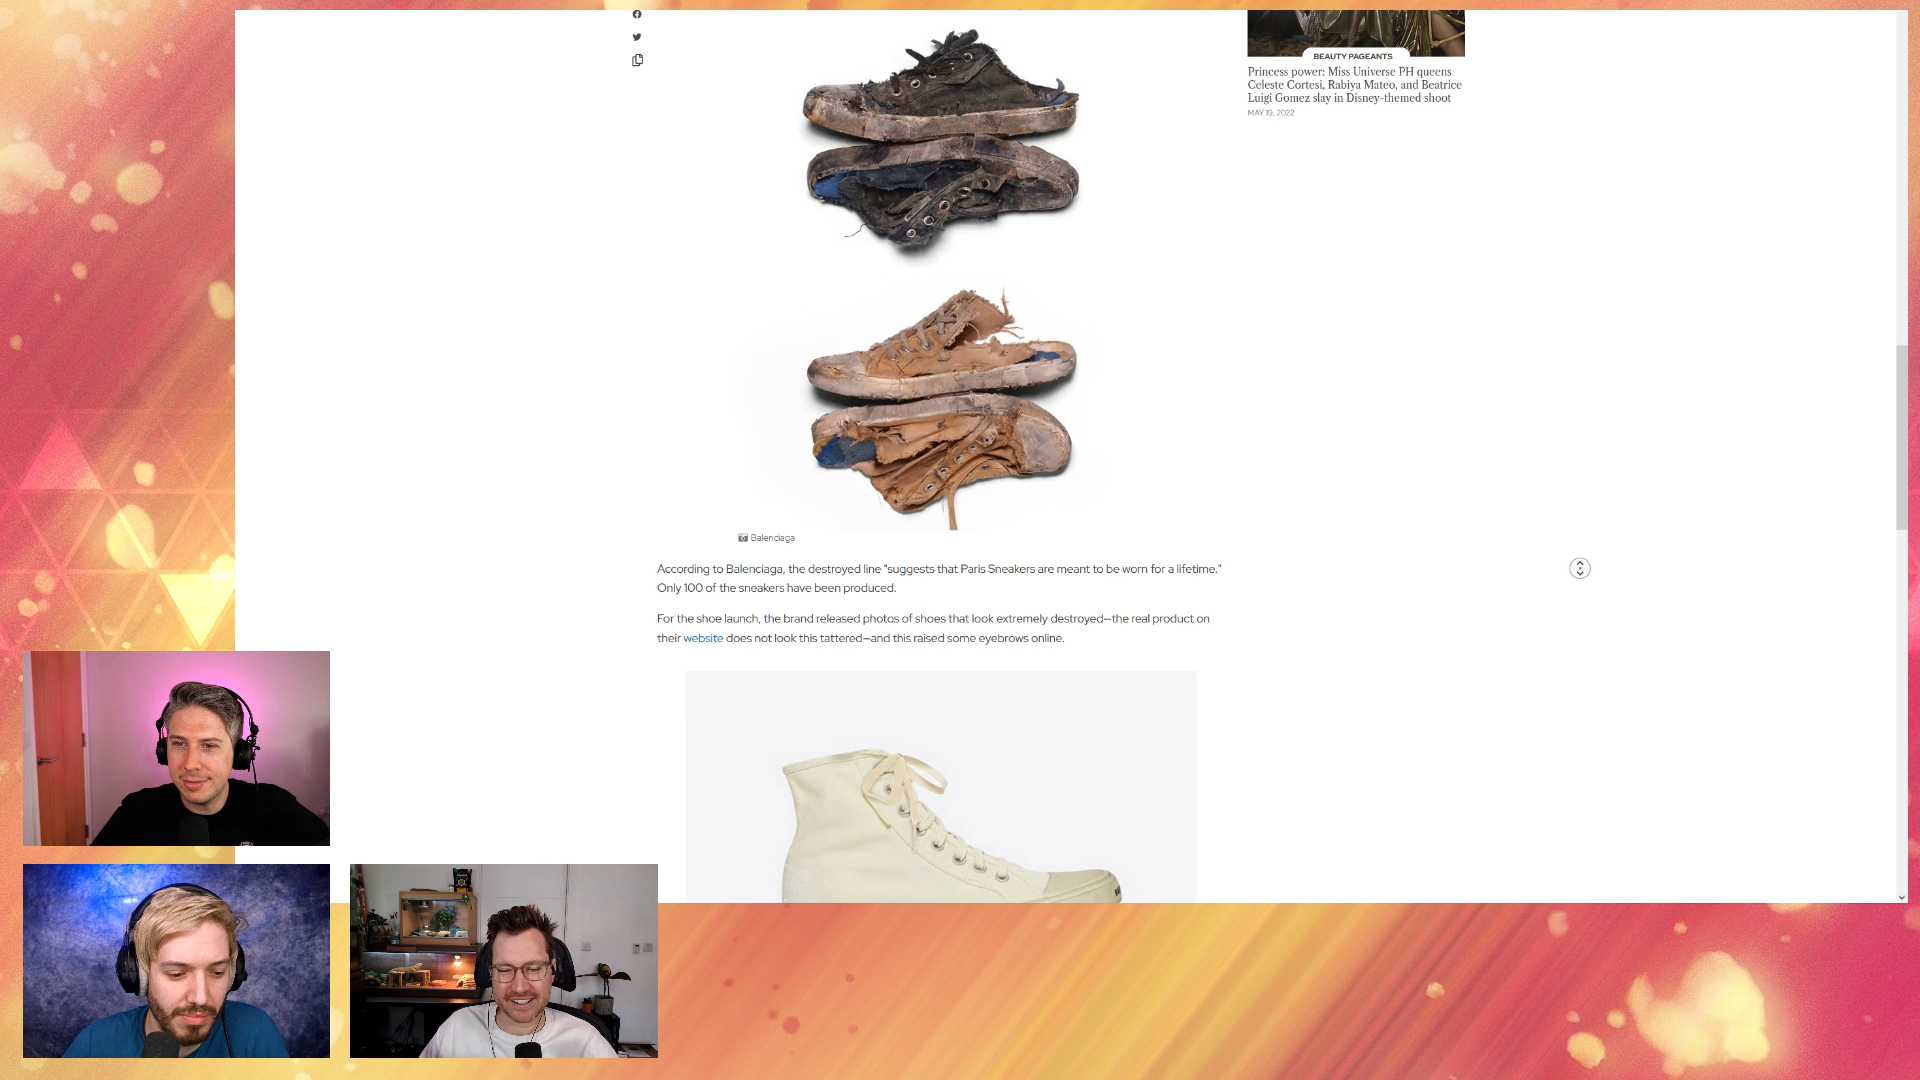 BEAUTY PAGEANTS
Princess power: Miss Universe PH queens
Celeste Cortesi, Rabiya Mateo, and Beatrice
Luigi Gomez slay in Disney-themed shoot
MAY 19, 2022
Balenciaga
According to Balenciaga, the destroyed line "suggests that Paris Sneakers are meant to be worn for a lifetime."
Only 100 of the sneakers have been produced.
For the shoe launch, the brand released photos of shoes that look extremely destroyed—the real product on
their website does not look this tattered—and this raised some eyebrows online.